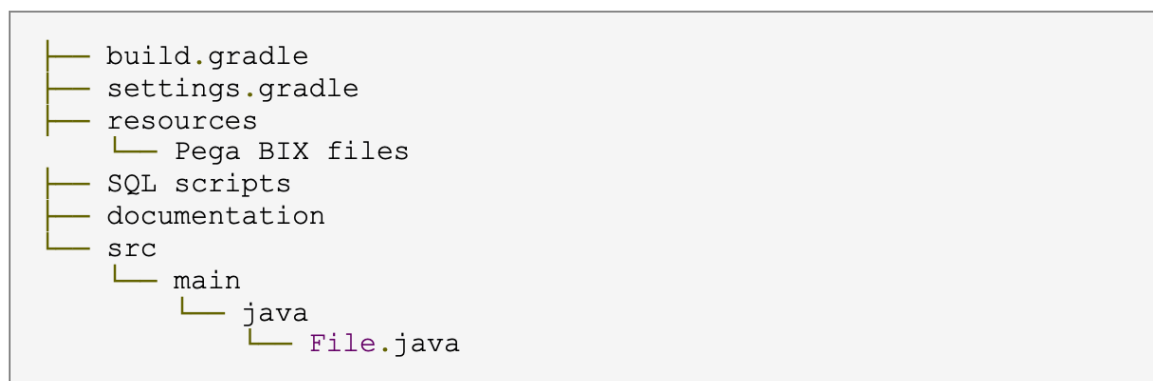 ├── build.gradle
├── settings.gradle
├── resources
    └── Pega BIX files
├── SQL scripts
├── documentation
└── src
    └── main
        └── java
            └── File.java